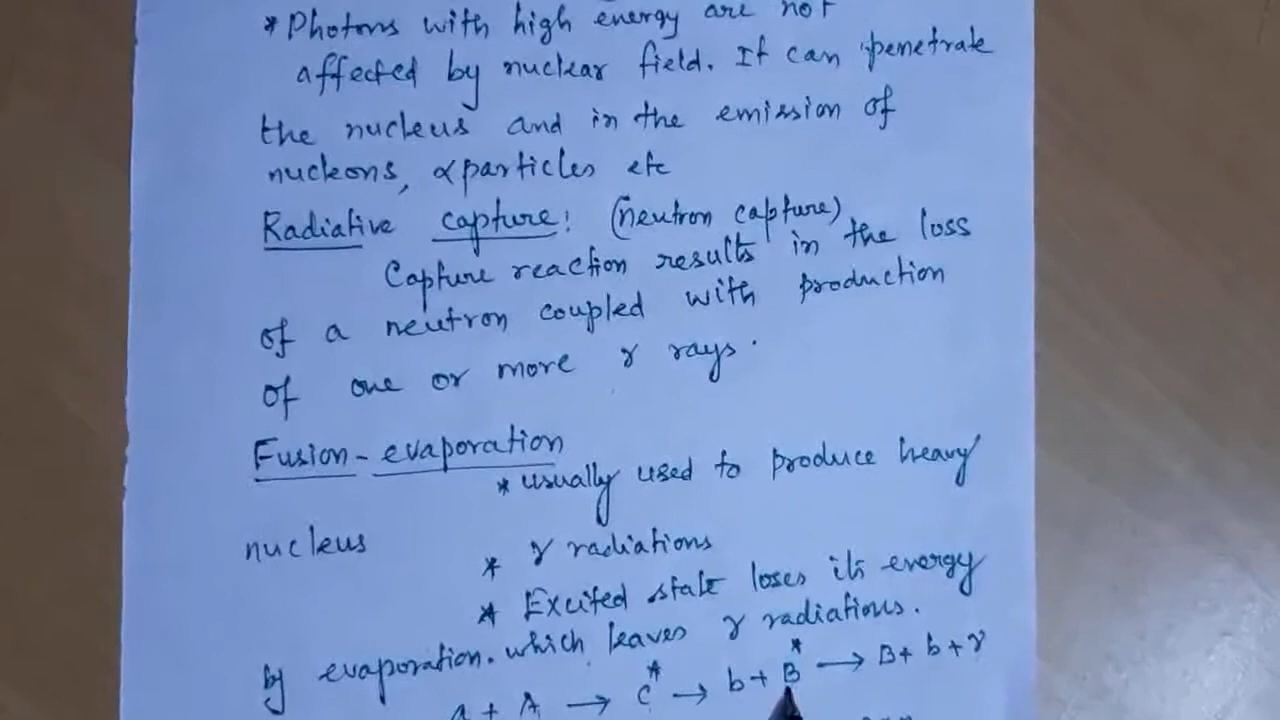 * Photons with high energy are not
affected by nuclear field. It can penetrate
the nucleus and in the emission of
nucleons, α particles etc
Radiative capture: (neutron capture)
Capture reaction results in the loss
of a neutron coupled with production
of one or more γ rays.
Fusion - evaporation
* usually used to produce heavy
nucleus
* γ radiations
* Excited state loses its energy
by evaporation. which leaves γ radiations.
a + A → C* → b + B* → B + b + γ